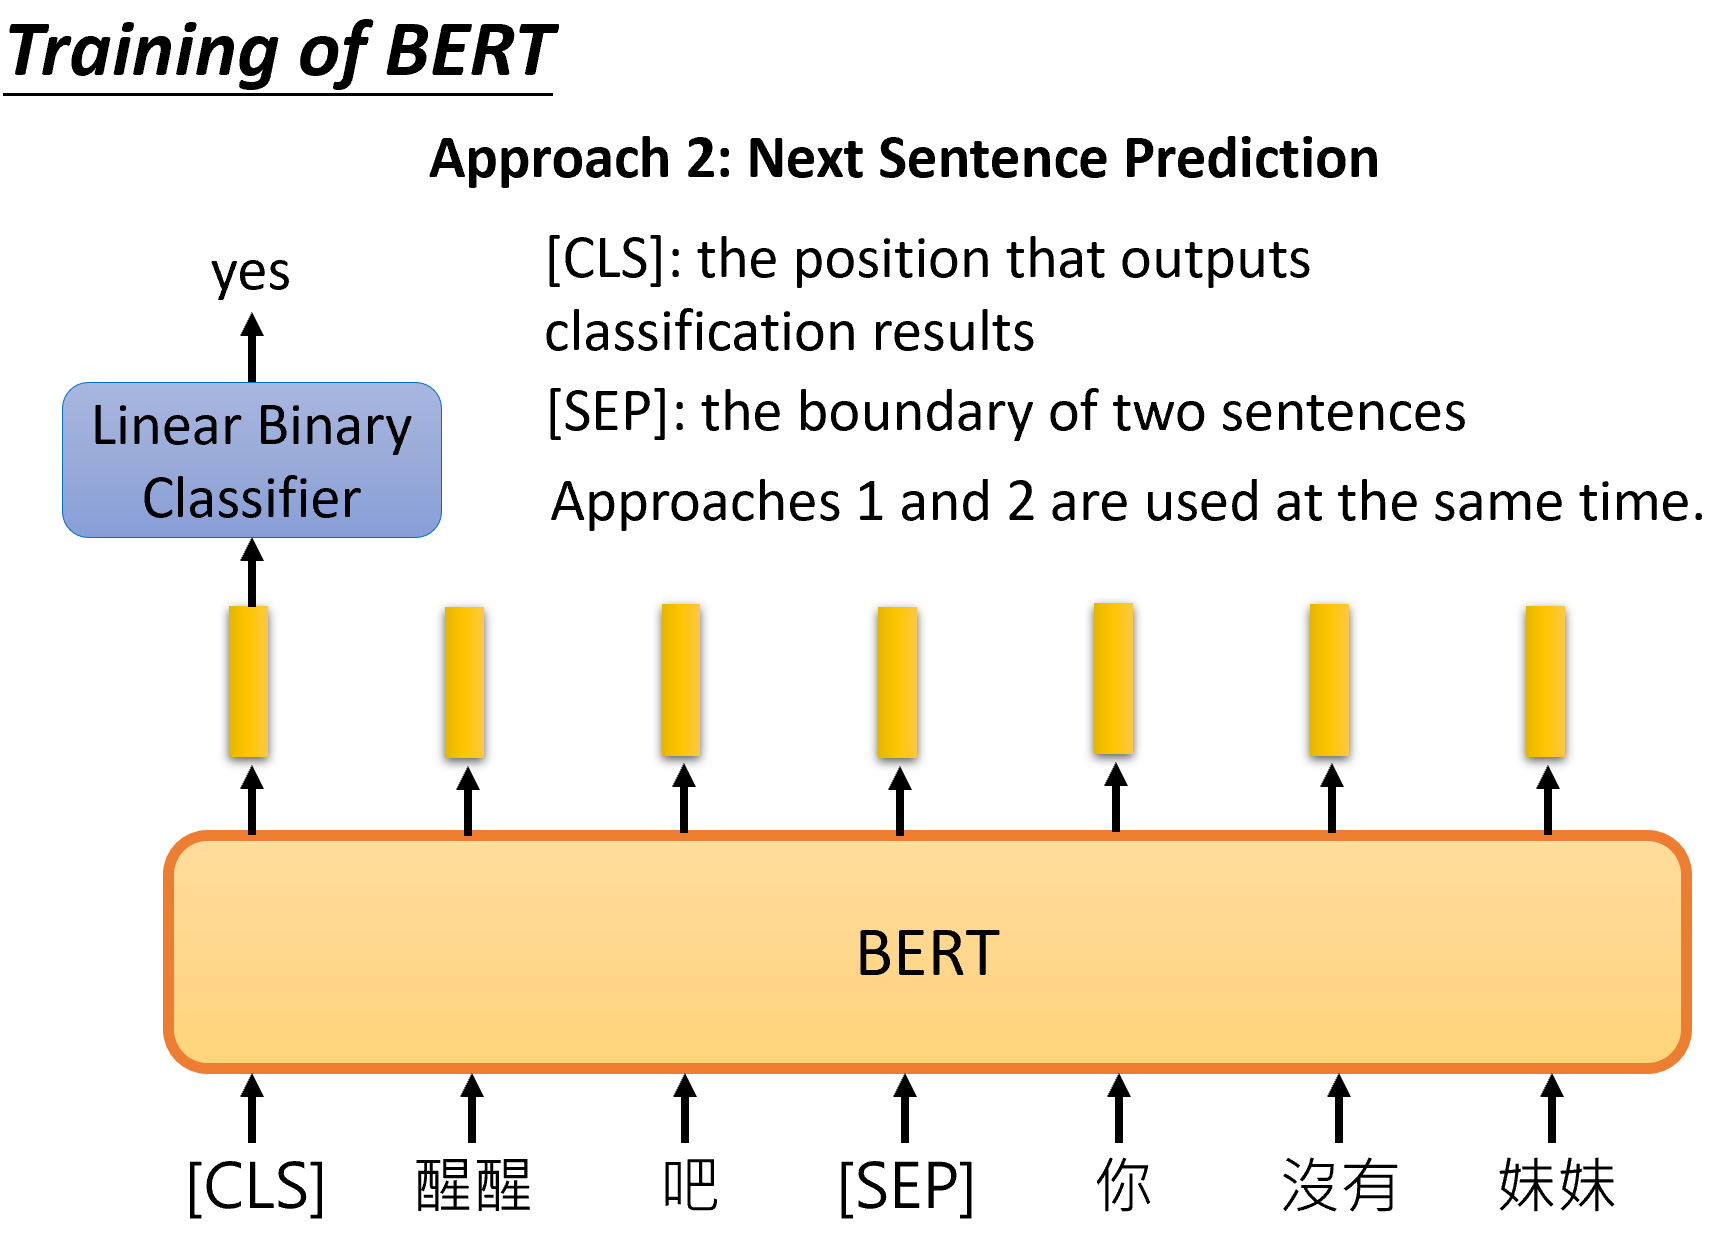 Training of BERT
Approach 2: Next Sentence Prediction
[CLS]: the position that outputs
classification results
[SEP]: the boundary of two sentences
Approaches 1 and 2 are used at the same time.
yes
Linear Binary
Classifier
BERT
[CLS] 醒醒 吧 [SEP] 你 沒有 妹妹